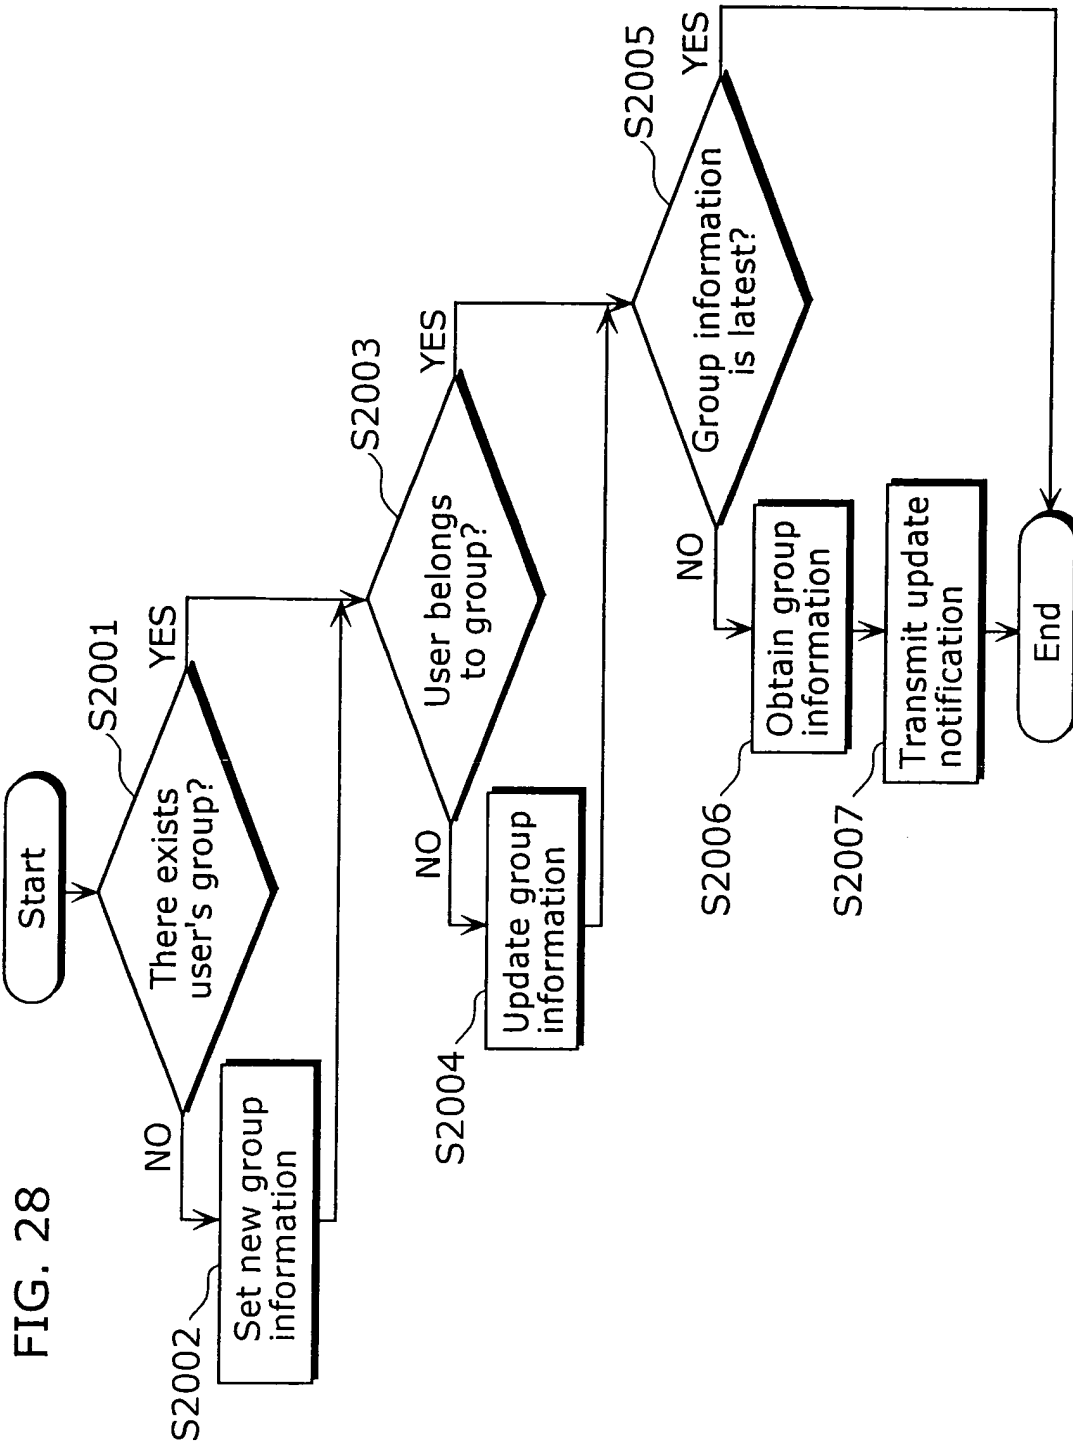 FIG. 28
Start
S2001
There exists
user's group?
YES
NO
S2002
Set new group
information
S2003
User belongs
to group?
YES
NO
S2004
Update group
information
S2005
Group information
is latest?
YES
NO
S2006
Obtain group
information
S2007
Transmit update
notification
End